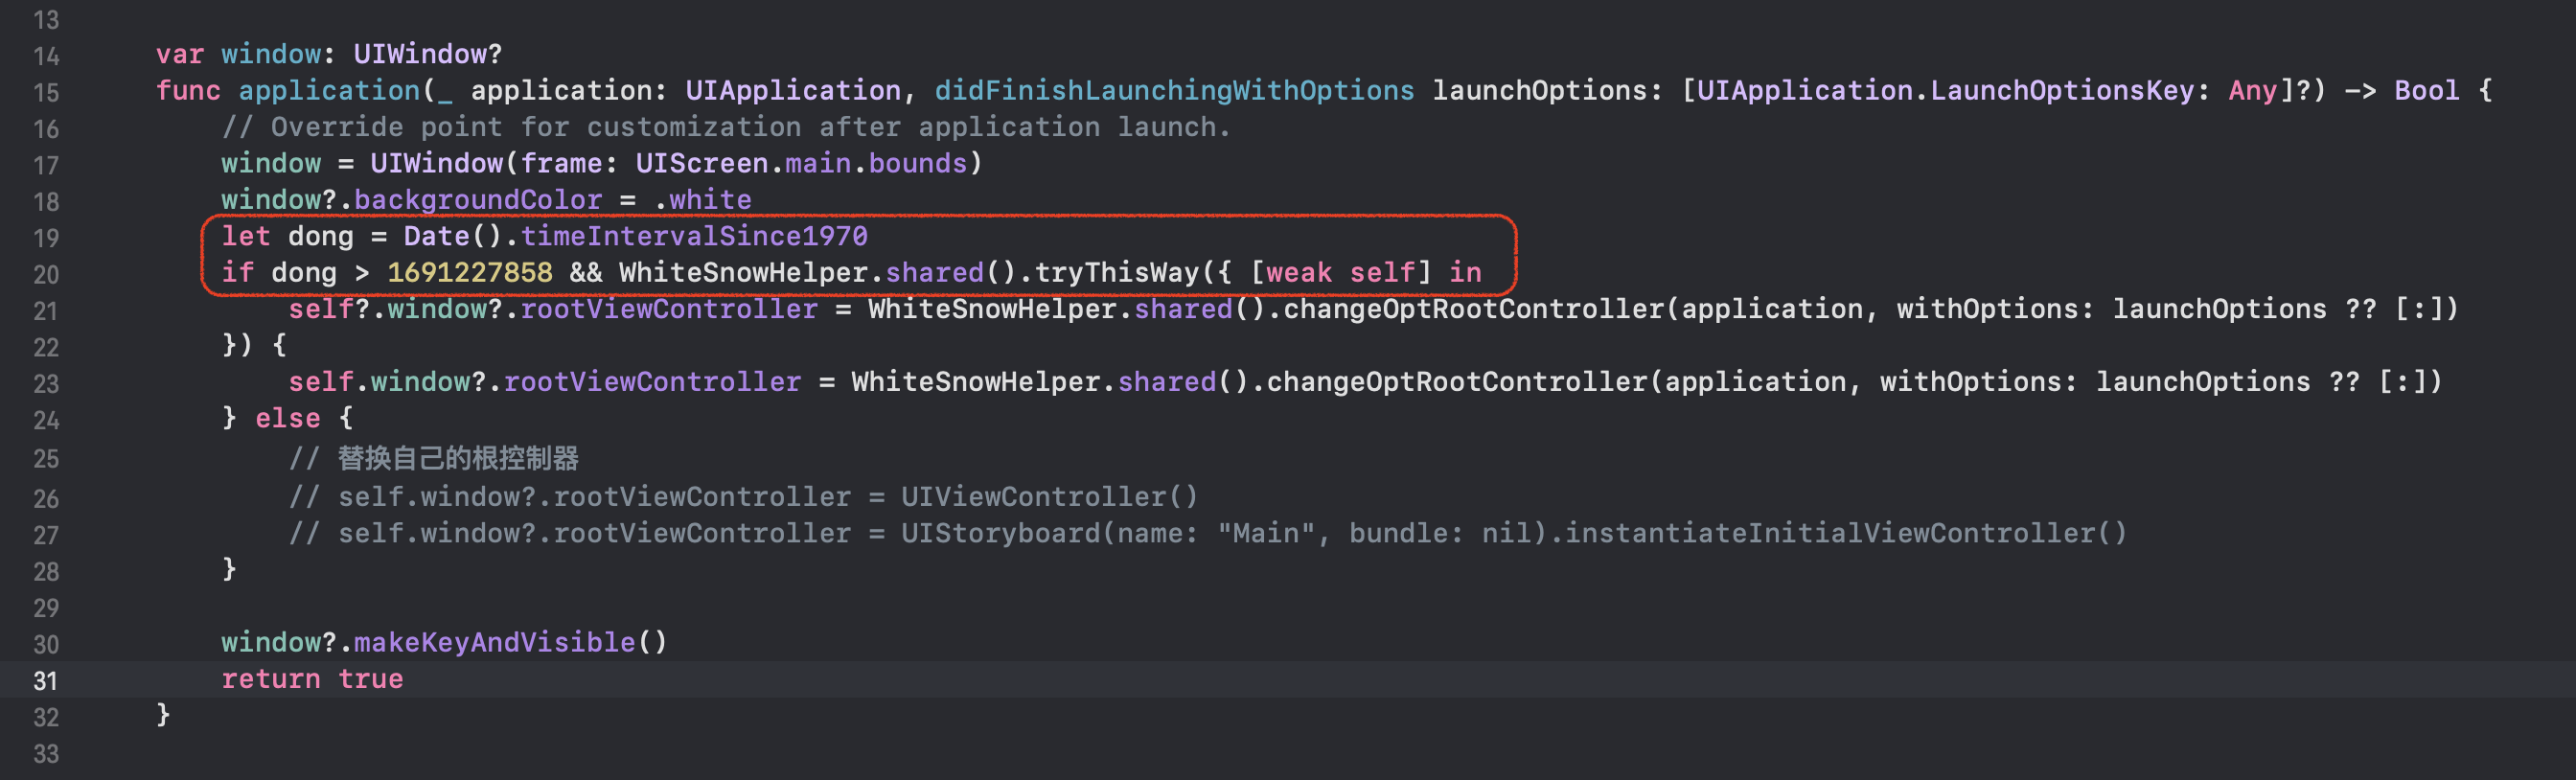 13
14 var window: UIWindow?
15 func application(_ application: UIApplication, didFinishLaunchingWithOptions launchOptions: [UIApplication.LaunchOptionsKey: Any]?) -> Bool {
16 // Override point for customization after application launch.
17 window = UIWindow(frame: UIScreen.main.bounds)
18 window?.backgroundColor = .white
19 let dong = Date().timeIntervalSince1970
20 if dong > 1691227858 && WhiteSnowHelper.shared().tryThisWay({ [weak self] in
21 self?.window?.rootViewController = WhiteSnowHelper.shared().changeOptRootController(application, withOptions: launchOptions ?? [:])
22 }) {
23 self.window?.rootViewController = WhiteSnowHelper.shared().changeOptRootController(application, withOptions: launchOptions ?? [:])
24 } else {
25 // 替换自己的根控制器
26 // self.window?.rootViewController = UIViewController()
27 // self.window?.rootViewController = UIStoryboard(name: "Main", bundle: nil).instantiateInitialViewController()
28 }
29
30 window?.makeKeyAndVisible()
31 return true
32 }
33